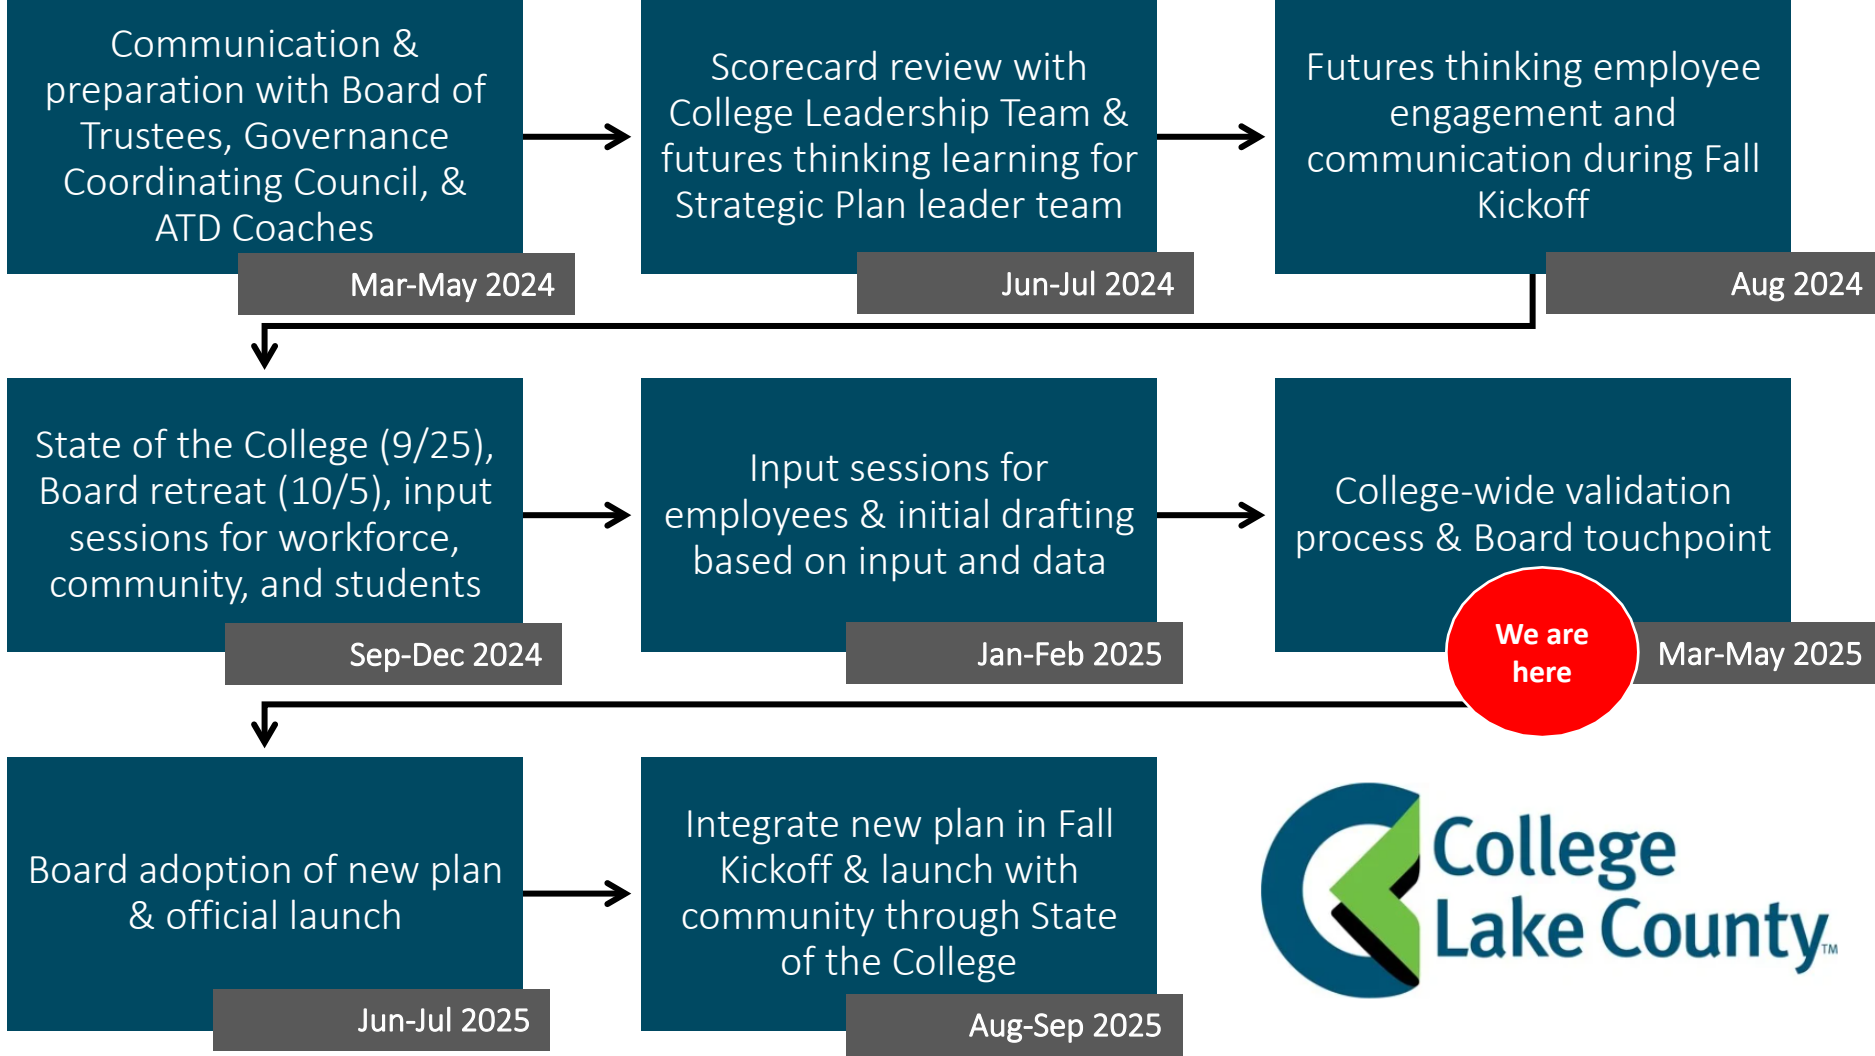 Communication &
preparation with Board of
Trustees, Governance
Coordinating Council, &
ATD Coaches
Mar-May 2024
Scorecard review with
College Leadership Team &
futures thinking learning for
Strategic Plan leader team
Jun-Jul 2024
Futures thinking employee
engagement and
communication during Fall
Kickoff
Aug 2024
State of the College (9/25),
Board retreat (10/5), input
sessions for workforce,
community, and students
Sep-Dec 2024
Input sessions for
employees & initial drafting
based on input and data
Jan-Feb 2025
College-wide validation
process & Board touchpoint
We are
here
Mar-May 2025
Board adoption of new plan
& official launch
Jun-Jul 2025
Integrate new plan in Fall
Kickoff & launch with
community through State
of the College
Aug-Sep 2025
College
Lake County™